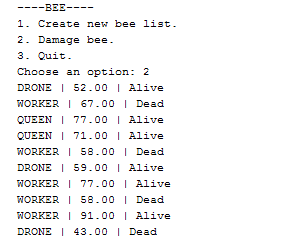 ----BEE----
1. Create new bee list.
2. Damage bee.
3. Quit.
Choose an option: 2
DRONE | 52.00 | Alive
WORKER | 67.00 | Dead
QUEEN | 77.00 | Alive
QUEEN | 71.00 | Alive
WORKER | 58.00 | Dead
DRONE | 59.00 | Alive
WORKER | 77.00 | Alive
WORKER | 58.00 | Dead
WORKER | 91.00 | Alive
DRONE | 43.00 | Dead